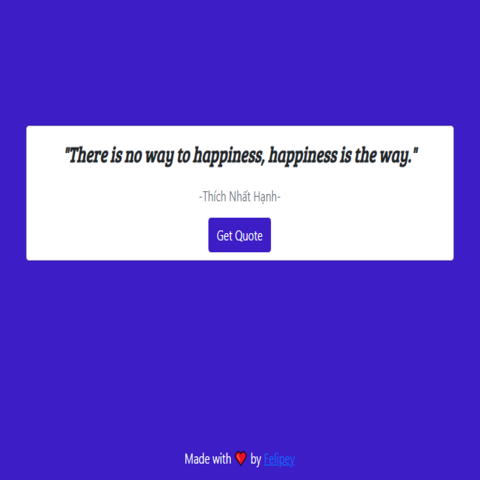 "There is no way to happiness, happiness is the way."
-Thích Nhất Hạnh-
Get Quote
Made with ❤️ by Felipey